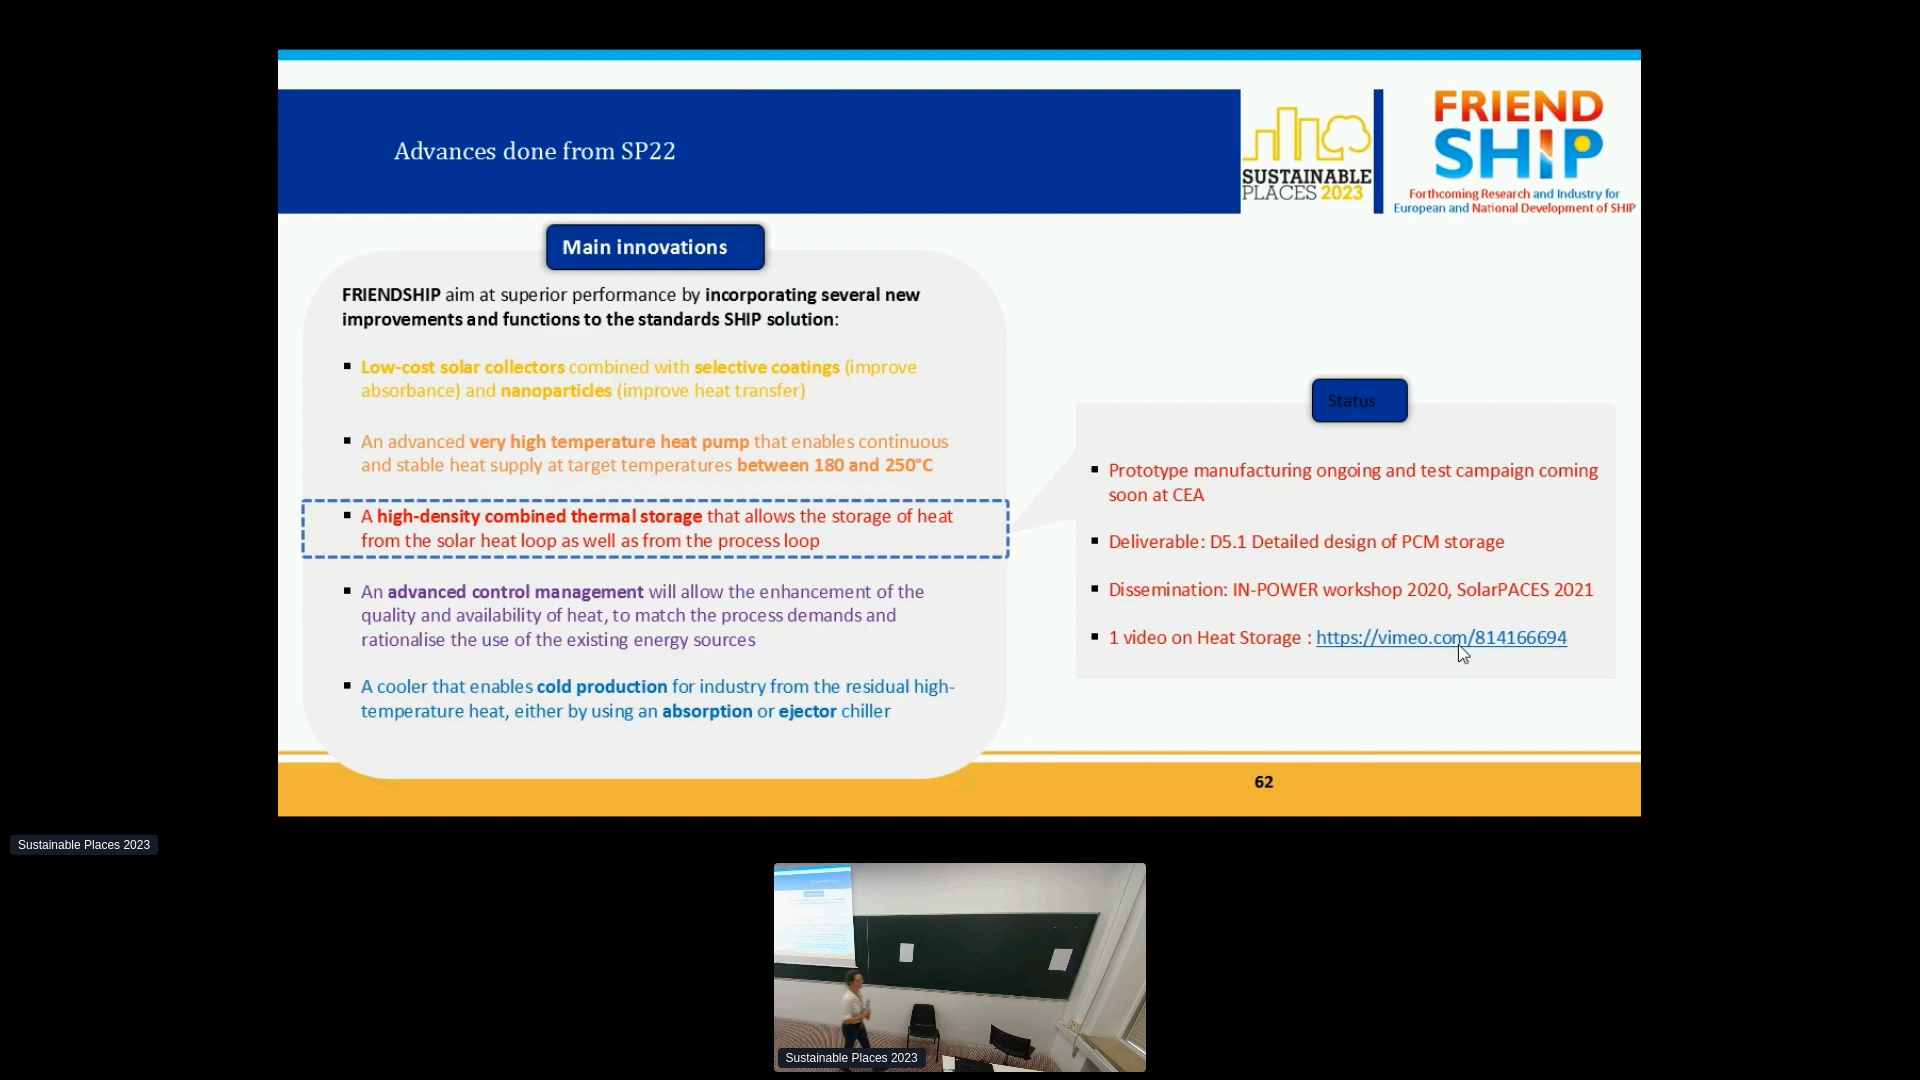 Advances done from SP22
SUSTAINABLE
PLACES 2023
FRIEND
SHIP
Forthcoming Research and Industry for
European and National Development of SHIP
Main innovations
FRIENDSHIP aim at superior performance by incorporating several new
improvements and functions to the standards SHIP solution:
▪ Low-cost solar collectors combined with selective coatings (improve
absorbance) and nanoparticles (improve heat transfer)
▪ An advanced very high temperature heat pump that enables continuous
and stable heat supply at target temperatures between 180 and 250°C
▪ A high-density combined thermal storage that allows the storage of heat
from the solar heat loop as well as from the process loop
▪ An advanced control management will allow the enhancement of the
quality and availability of heat, to match the process demands and
rationalise the use of the existing energy sources
▪ A cooler that enables cold production for industry from the residual high-
temperature heat, either by using an absorption or ejector chiller
Status
▪ Prototype manufacturing ongoing and test campaign coming
soon at CEA
▪ Deliverable: D5.1 Detailed design of PCM storage
▪ Dissemination: IN-POWER workshop 2020, SolarPACES 2021
▪ 1 video on Heat Storage : https://vimeo.com/814166694
62
Sustainable Places 2023
Sustainable Places 2023